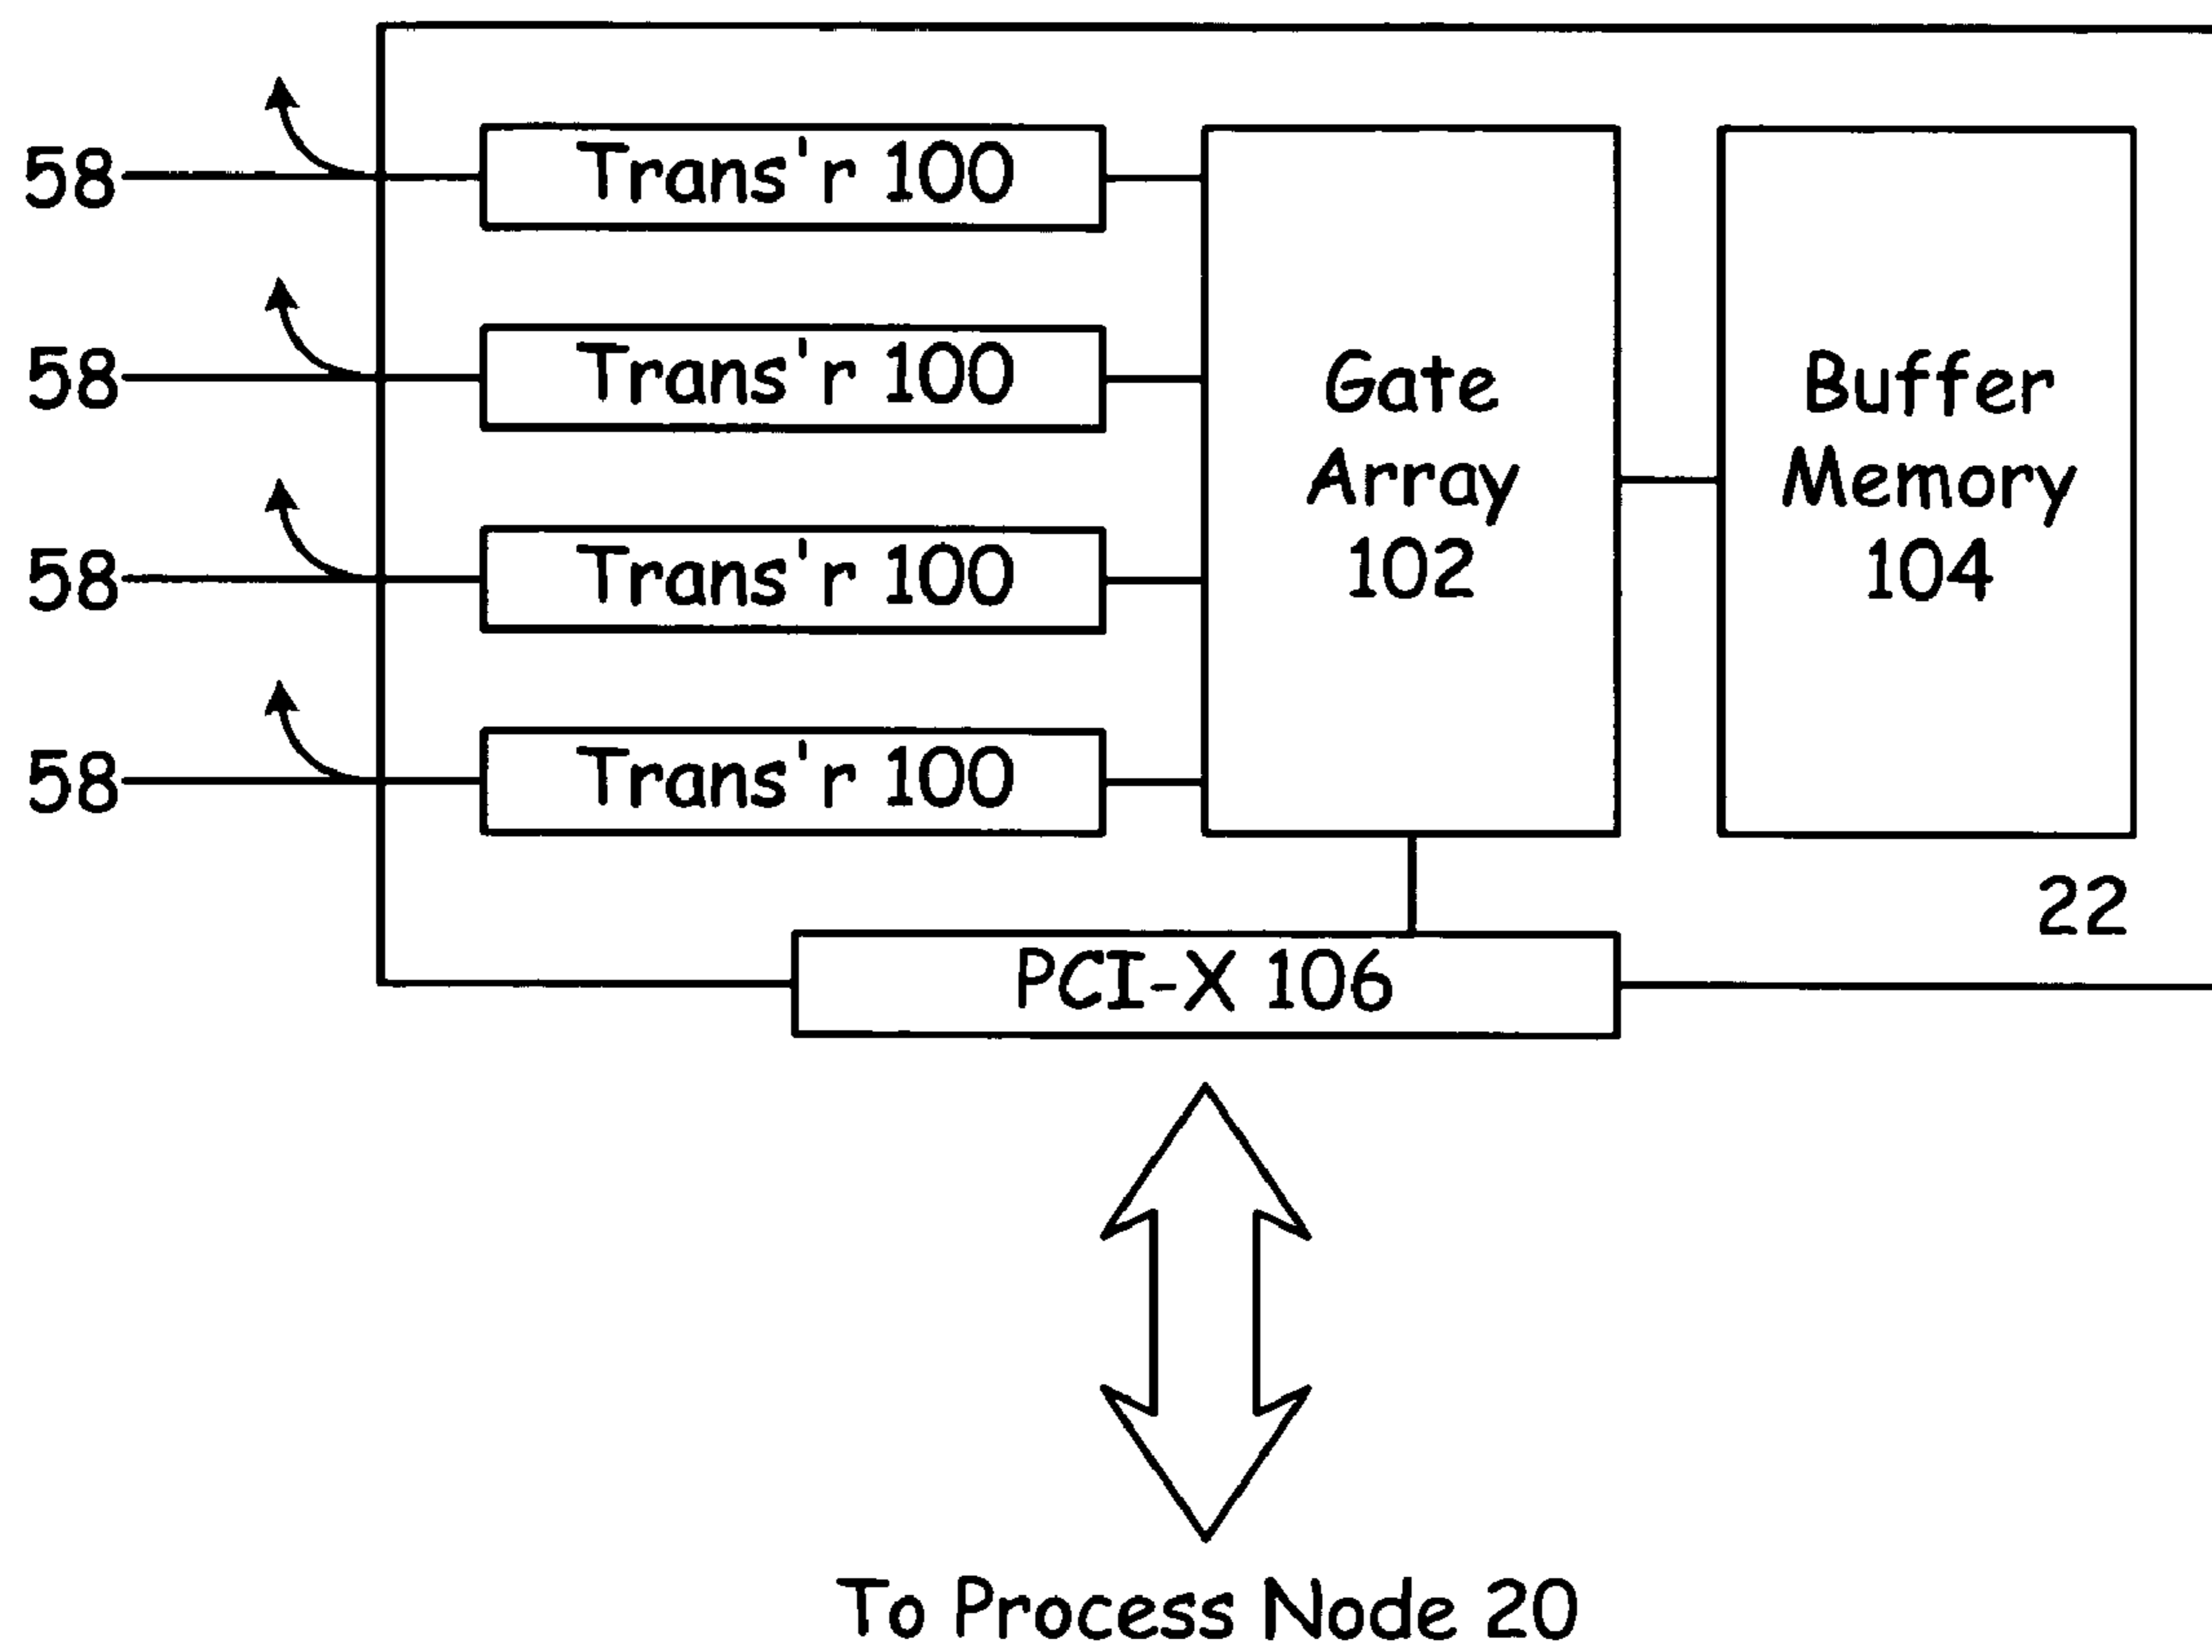 58
Trans'r 100
58
Trans'r 100
58
Trans'r 100
58
Trans'r 100
Gate
Array
102
Buffer
Memory
104
22
PCI-X 106
To Process Node 20